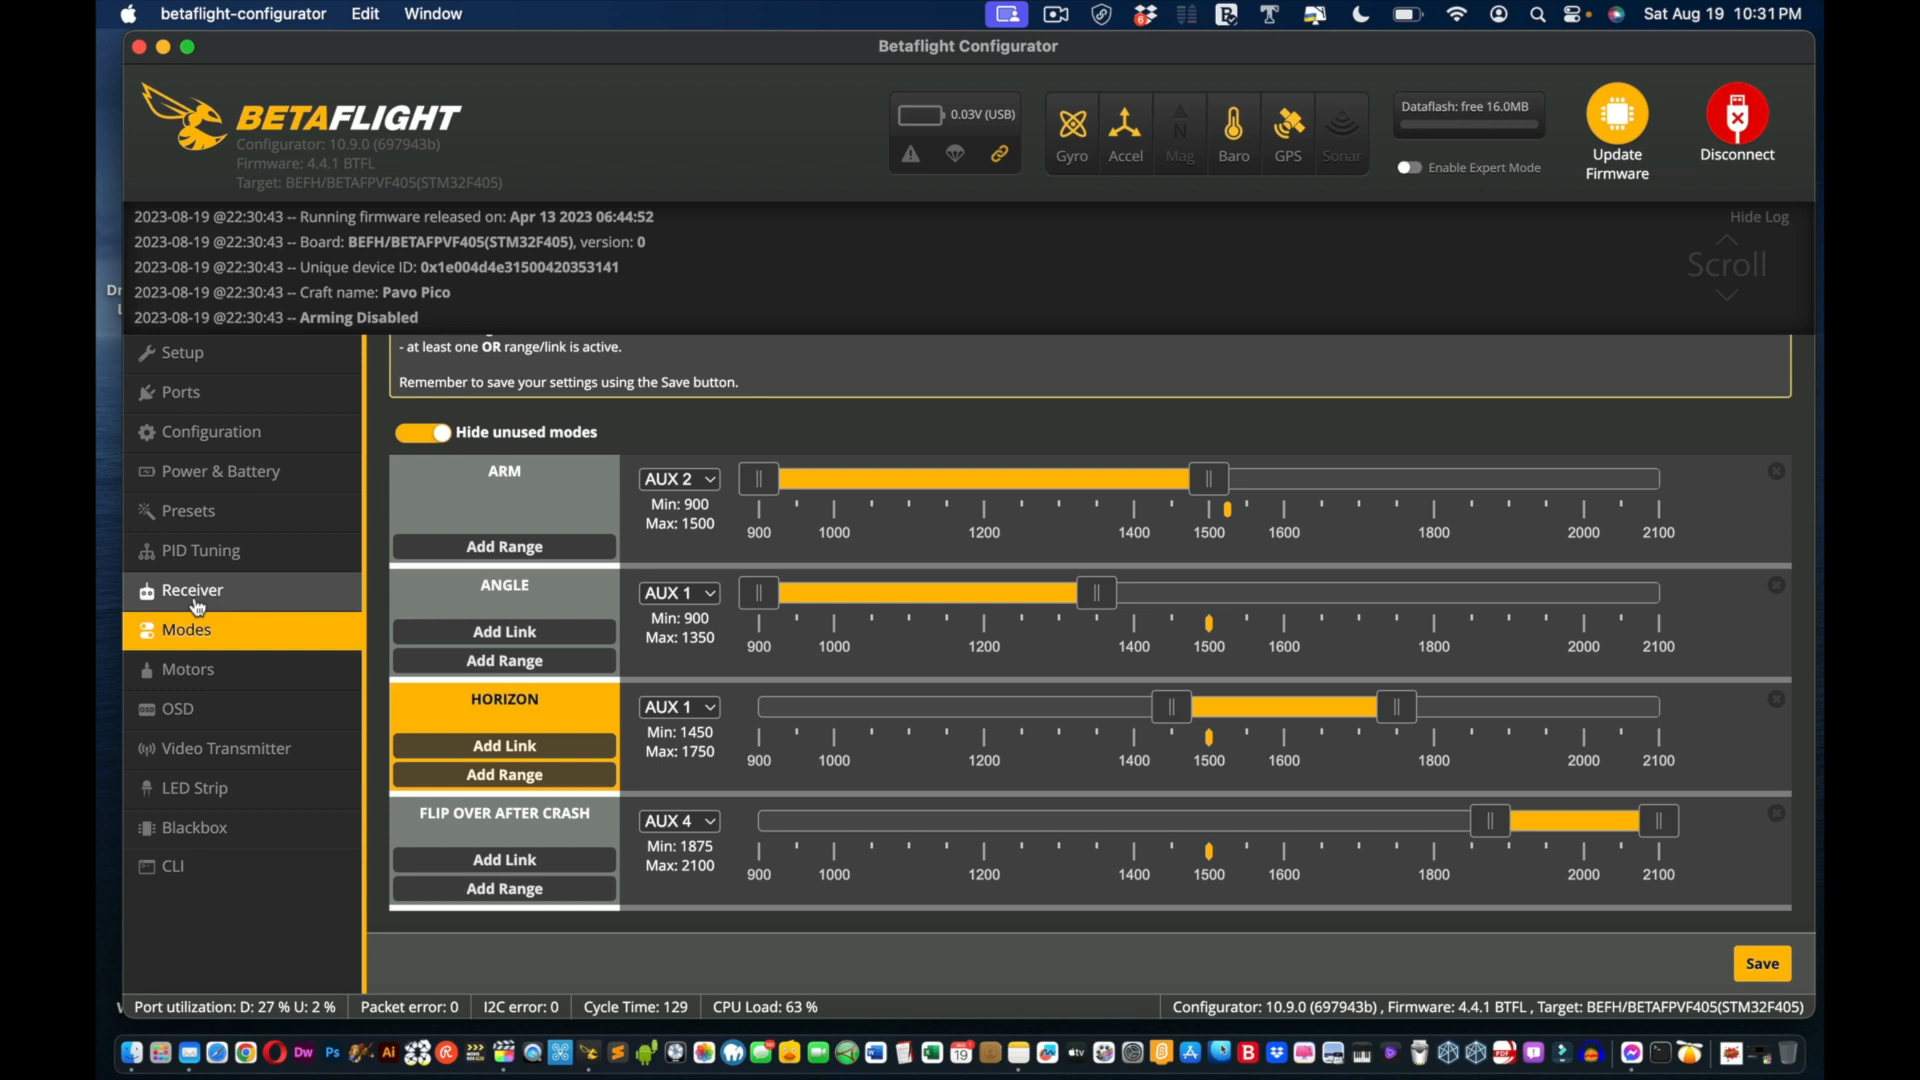 betaflight-configurator Edit Window Sat Aug 19 10:31 PM
Betaflight Configurator
BETAFLIGHT
Configurator: 10.9.0 (697943b)
Firmware: 4.4.1 BTFL
Target: BEFH/BETAFPVF405(STM32F405)
0.03V (USB)
Gyro Accel Mag Baro GPS Sonar
Dataflash: free 16.0MB
Enable Expert Mode
Update
Firmware
Disconnect
2023-08-19 @22:30:43 -- Running firmware released on: Apr 13 2023 06:44:52
2023-08-19 @22:30:43 -- Board: BEFH/BETAFPVF405(STM32F405), version: 0
2023-08-19 @22:30:43 -- Unique device ID: 0x1e004d4e31500420353141
2023-08-19 @22:30:43 -- Craft name: Pavo Pico
2023-08-19 @22:30:43 -- Arming Disabled
Hide Log
Scroll
Setup
Ports
Configuration
Power & Battery
Presets
PID Tuning
Receiver
Modes
Motors
OSD
Video Transmitter
LED Strip
Blackbox
CLI
- at least one OR range/link is active.
Remember to save your settings using the Save button.
Hide unused modes
ARM
Add Range
AUX 2
Min: 900
Max: 1500
900 1000 1200 1400 1500 1600 1800 2000 2100
ANGLE
Add Link
Add Range
AUX 1
Min: 900
Max: 1350
900 1000 1200 1400 1500 1600 1800 2000 2100
HORIZON
Add Link
Add Range
AUX 1
Min: 1450
Max: 1750
900 1000 1200 1400 1500 1600 1800 2000 2100
FLIP OVER AFTER CRASH
Add Link
Add Range
AUX 4
Min: 1875
Max: 2100
900 1000 1200 1400 1500 1600 1800 2000 2100
Save
Port utilization: D: 27 % U: 2 % Packet error: 0 I2C error: 0 Cycle Time: 129 CPU Load: 63 % Configurator: 10.9.0 (697943b) , Firmware: 4.4.1 BTFL , Target: BEFH/BETAFPVF405(STM32F405)
Dw Ps Ai